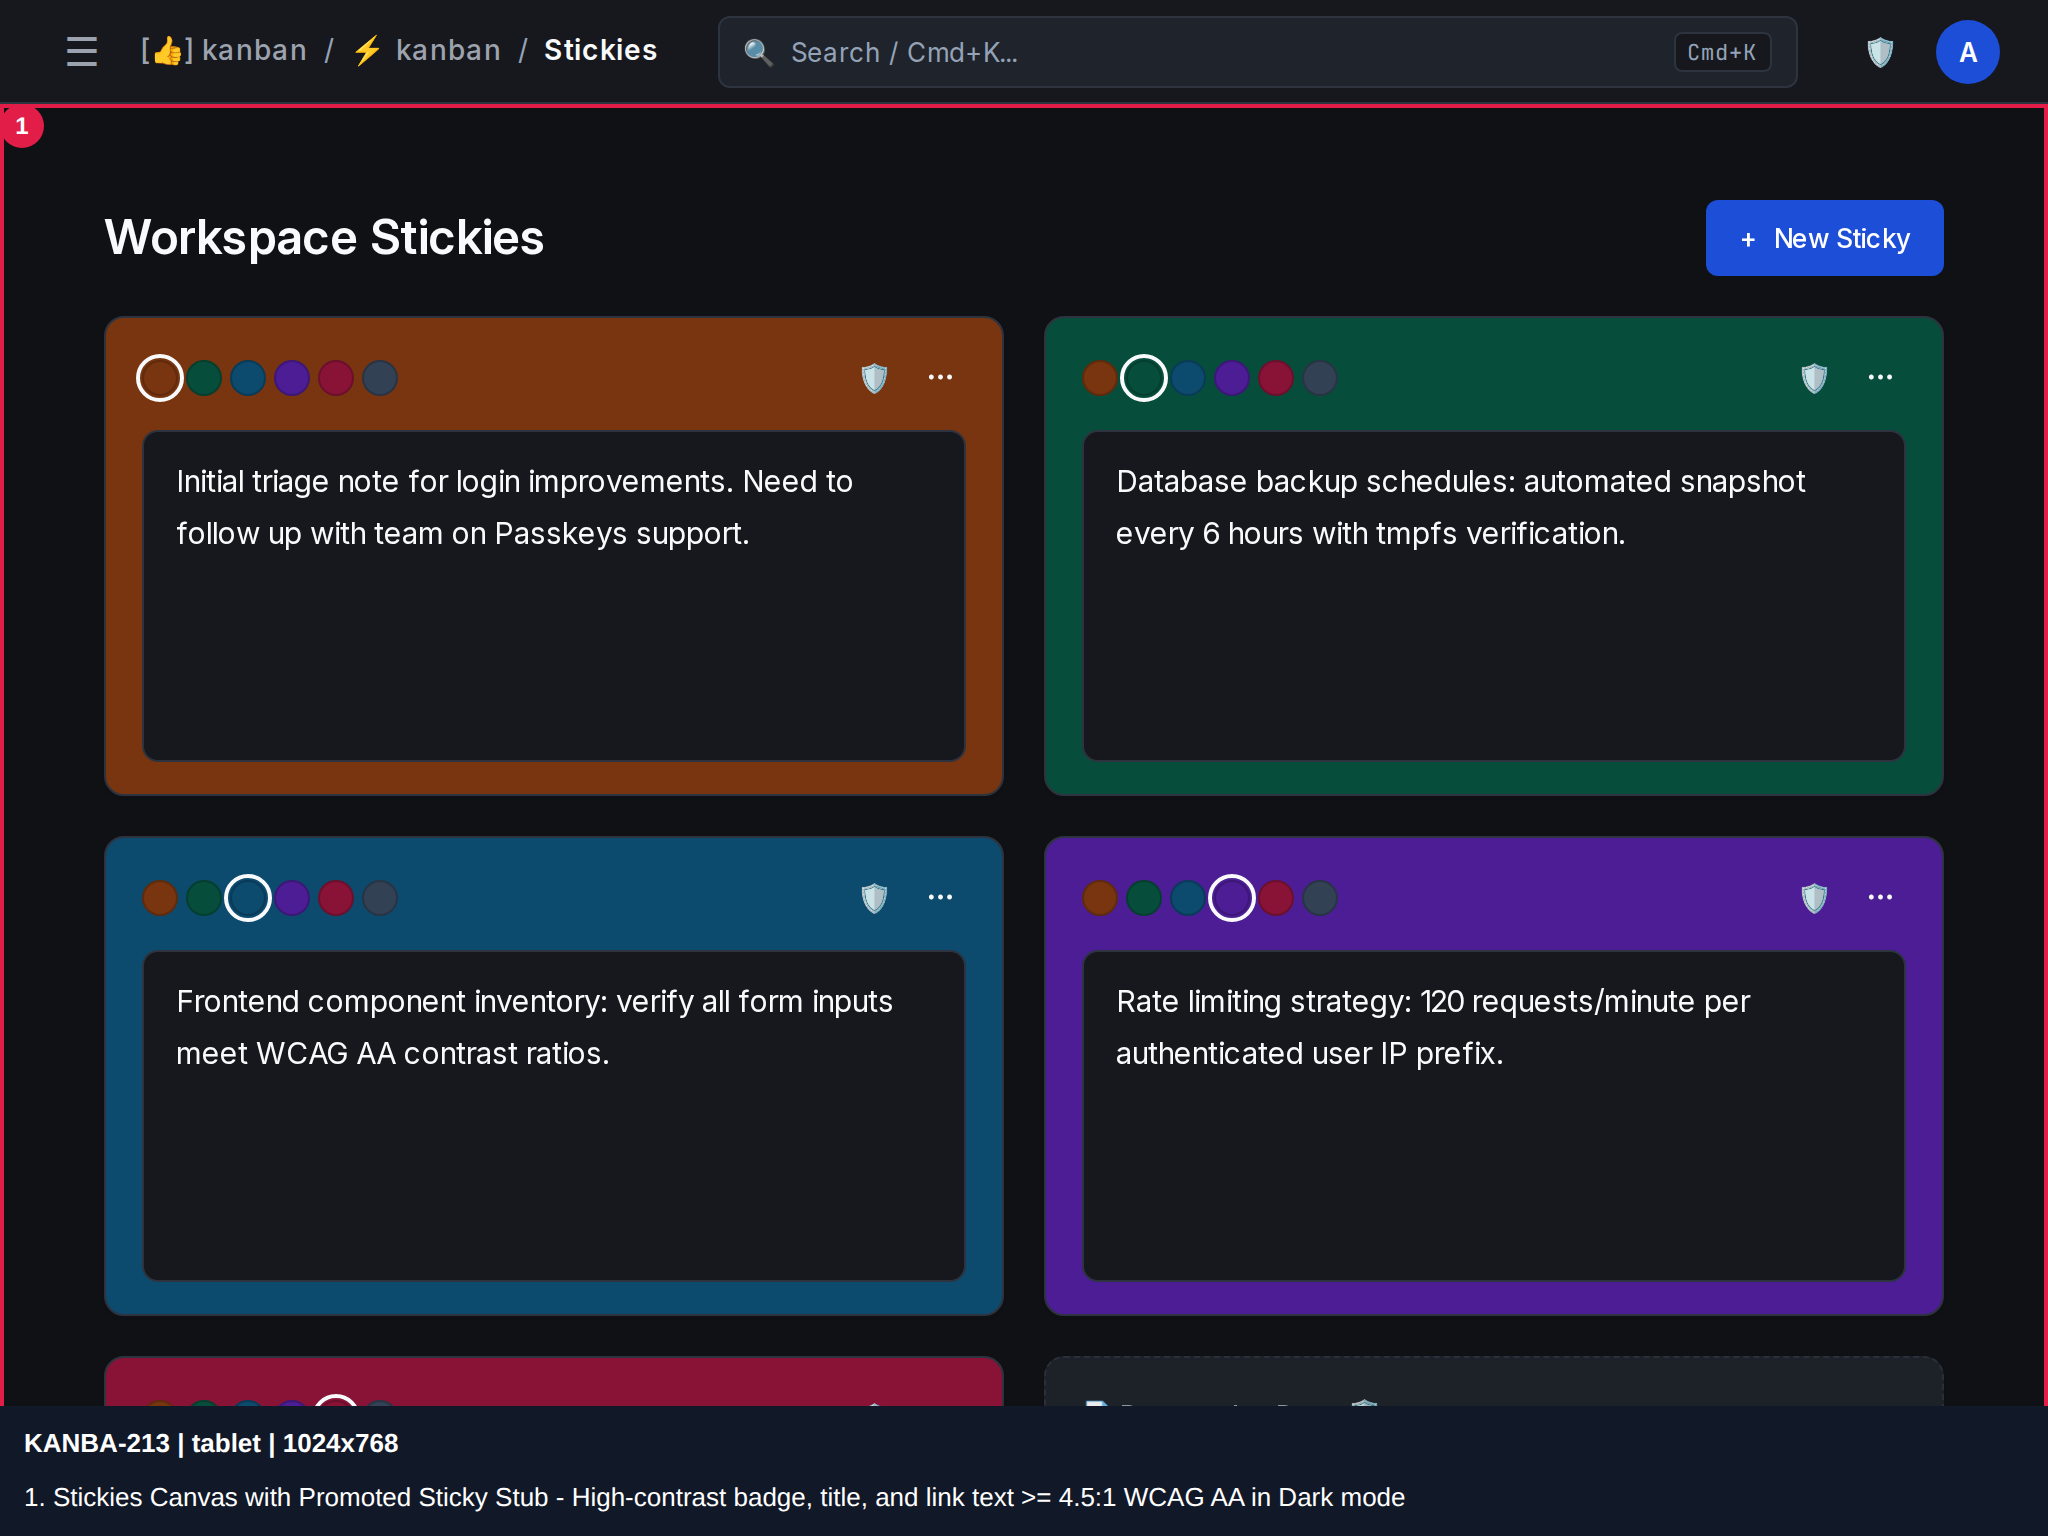 ☰ [👍] kanban / ⚡ kanban / Stickies
🔍 Search / Cmd+K...
Cmd+K
A
1
Workspace Stickies
+ New Sticky
Initial triage note for login improvements. Need to
follow up with team on Passkeys support.
Database backup schedules: automated snapshot
every 6 hours with tmpfs verification.
Frontend component inventory: verify all form inputs
meet WCAG AA contrast ratios.
Rate limiting strategy: 120 requests/minute per
authenticated user IP prefix.
KANBA-213 | tablet | 1024x768
1. Stickies Canvas with Promoted Sticky Stub - High-contrast badge, title, and link text >= 4.5:1 WCAG AA in Dark mode